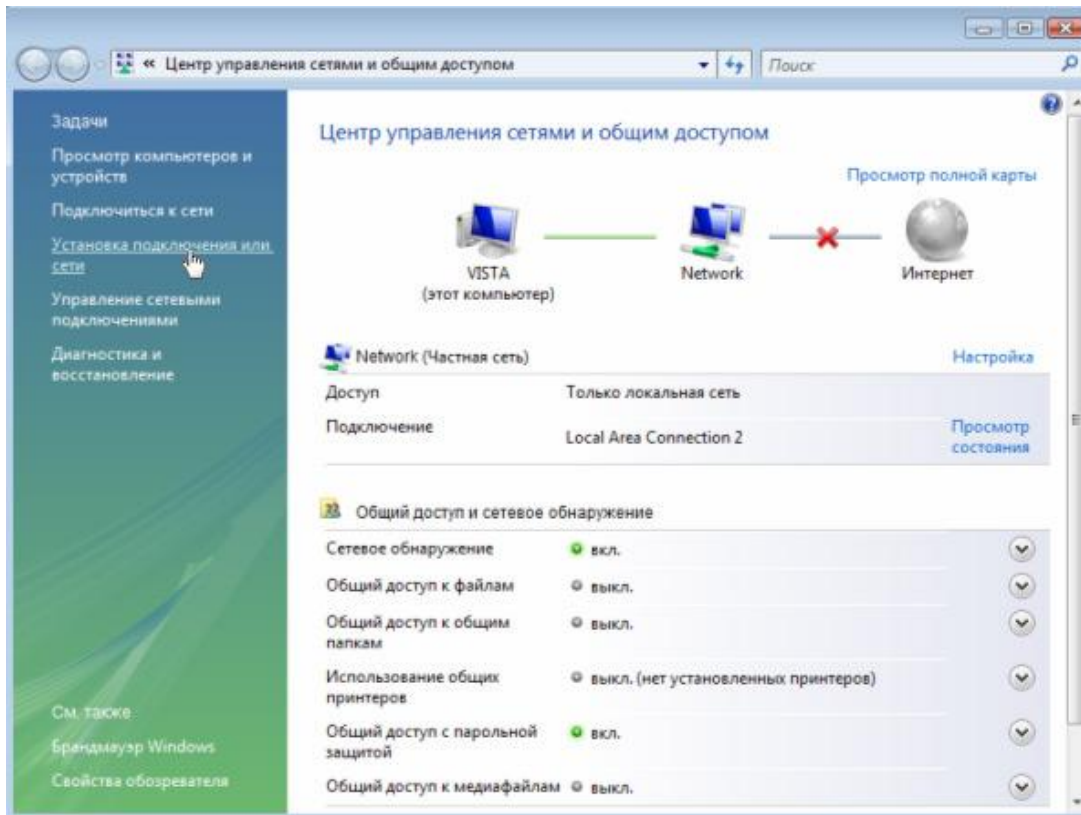 « Центр управления сетями и общим доступом
Поиск
Задачи
Просмотр компьютеров и
устройств
Подключиться к сети
Установка подключения или
сети
Управление сетевыми
подключениями
Диагностика и
восстановление
См. также
Брандмауэр Windows
Свойства обозревателя
Центр управления сетями и общим доступом
Просмотр полной карты
VISTA
(этот компьютер)
Network
Интернет
Network (Частная сеть)
Настройка
Доступ
Только локальная сеть
Подключение
Local Area Connection 2
Просмотр
состояния
Общий доступ и сетевое обнаружение
Сетевое обнаружение
вкл.
Общий доступ к файлам
выкл.
Общий доступ к общим
папкам
выкл.
Использование общих
принтеров
выкл. (нет установленных принтеров)
Общий доступ с парольной
защитой
вкл.
Общий доступ к медиафайлам
выкл.